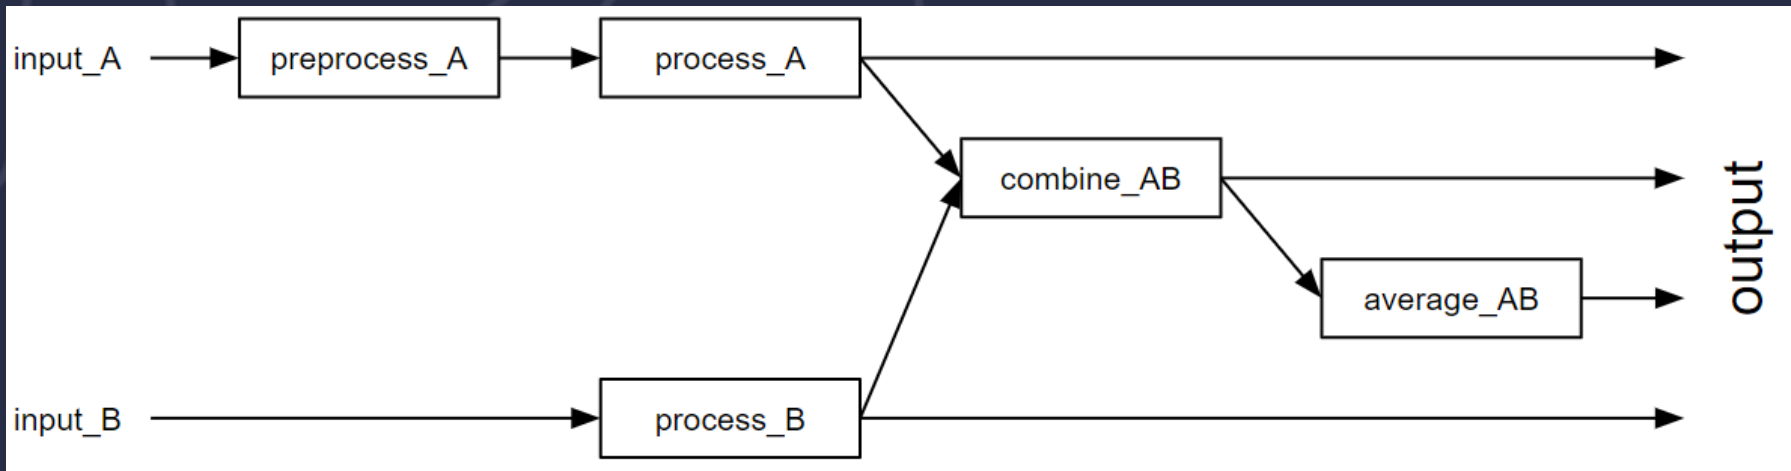 input_A
preprocess_A
process_A
combine_AB
average_AB
output
input_B
process_B